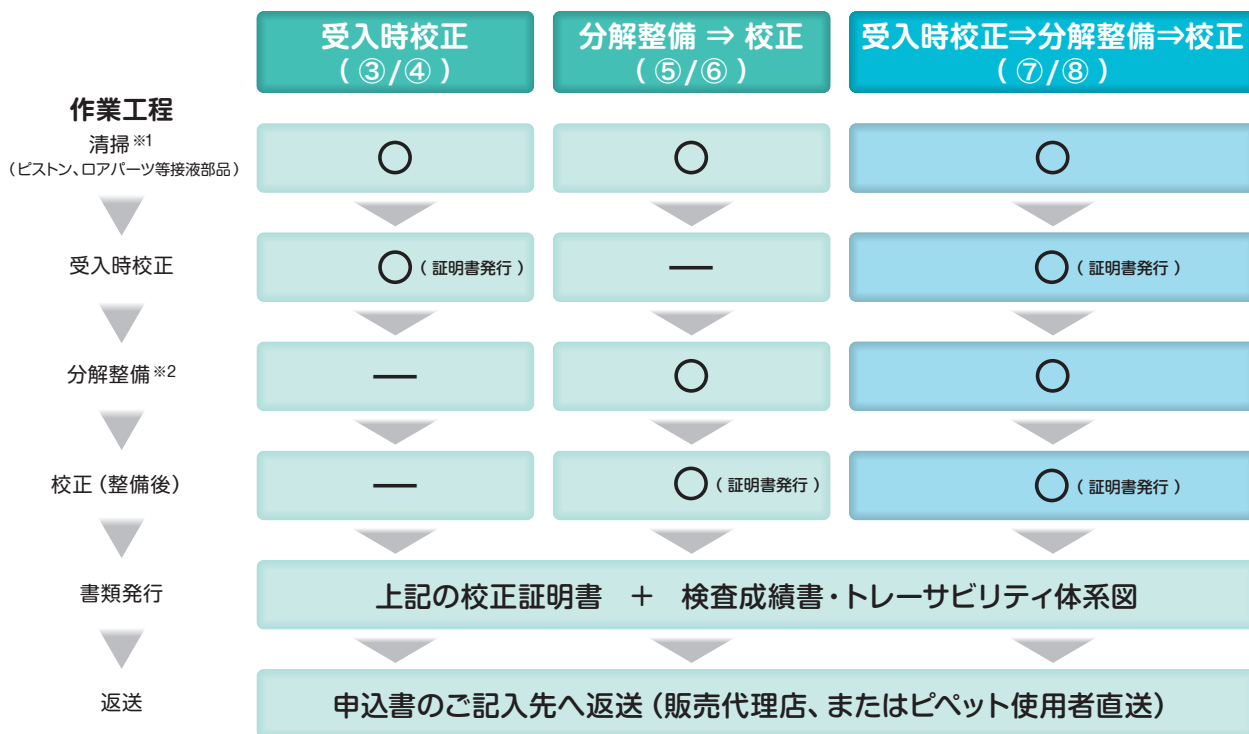 受入時校正
( ③/④ )
分解整備 ⇒ 校正
( ⑤/⑥ )
受入時校正⇒分解整備⇒校正
( ⑦/⑧ )
作業工程
清掃※1
(ピストン、ロアパーツ等接液部品)
○
○
○
受入時校正
○ ( 証明書発行 )
—
○ ( 証明書発行 )
分解整備※2
—
○
○
校正(整備後)
—
○ ( 証明書発行 )
○ ( 証明書発行 )
書類発行
上記の校正証明書 + 検査成績書・トレーサビリティ体系図
返送
申込書のご記入先へ返送(販売代理店、またはピペット使用者直送)